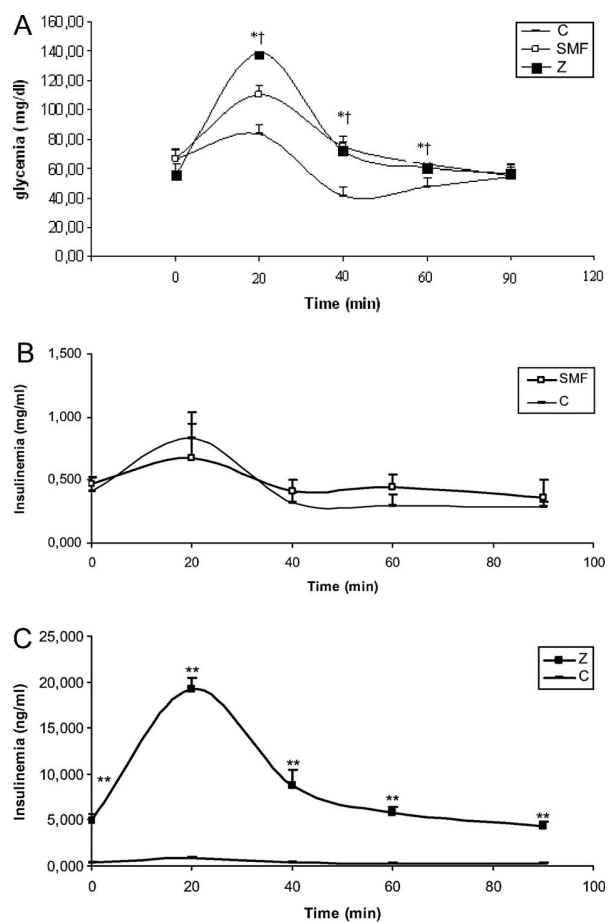 A
C
SMF
Z
glycemia ( mg/dl)
160,00
140,00
120,00
100,00
80,00
60,00
40,00
20,00
0,00
*†
*†
*†
0 20 40 60 90 120
Time (min)
B
SMF
C
Insulinemia (mg/ml)
1,500
1,000
0,500
0,000
0 20 40 60 80 100
Time (min)
C
Z
C
Insulinemia (ng/ml)
25,000
20,000
15,000
10,000
5,000
0,000
**
**
**
**
**
0 20 40 60 80 100
Time (min)